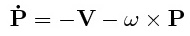 Ṗ = −V − ω × P